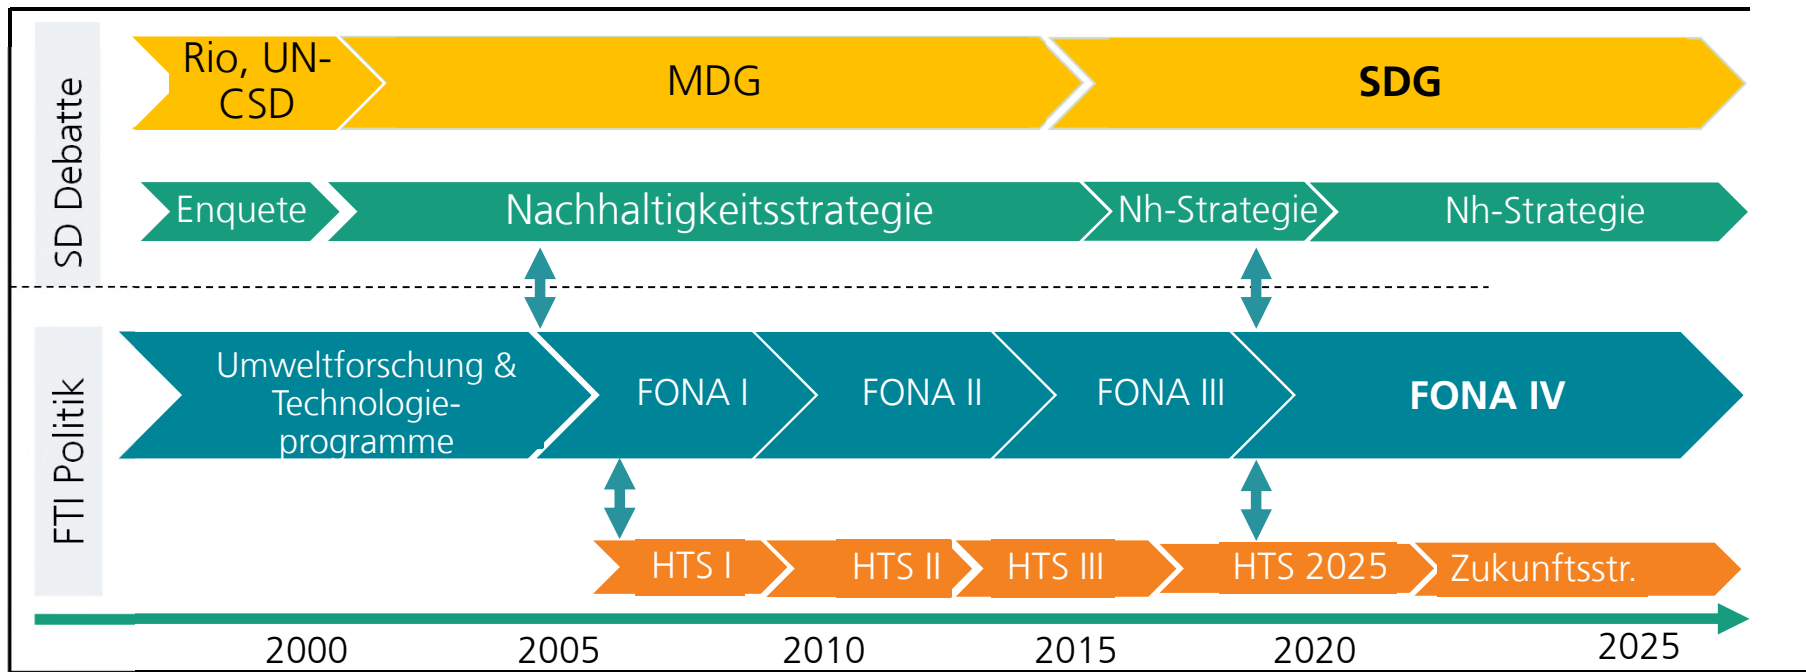 SD Debatte
Rio, UN-
CSD
MDG
SDG
Enquete
Nachhaltigkeitsstrategie
Nh-Strategie
Nh-Strategie
FTI Politik
Umweltforschung &
Technologie-
programme
FONA I
FONA II
FONA III
FONA IV
HTS I
HTS II
HTS III
HTS 2025
Zukunftsstr.
2000
2005
2010
2015
2020
2025